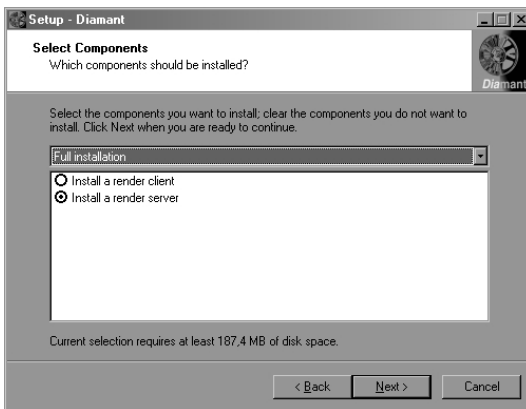 Setup - Diamant
Select Components
Which components should be installed?
Diamant
Select the components you want to install; clear the components you do not want to
install. Click Next when you are ready to continue.
Full installation
Install a render client
Install a render server
Current selection requires at least 187,4 MB of disk space.
< Back
Next >
Cancel